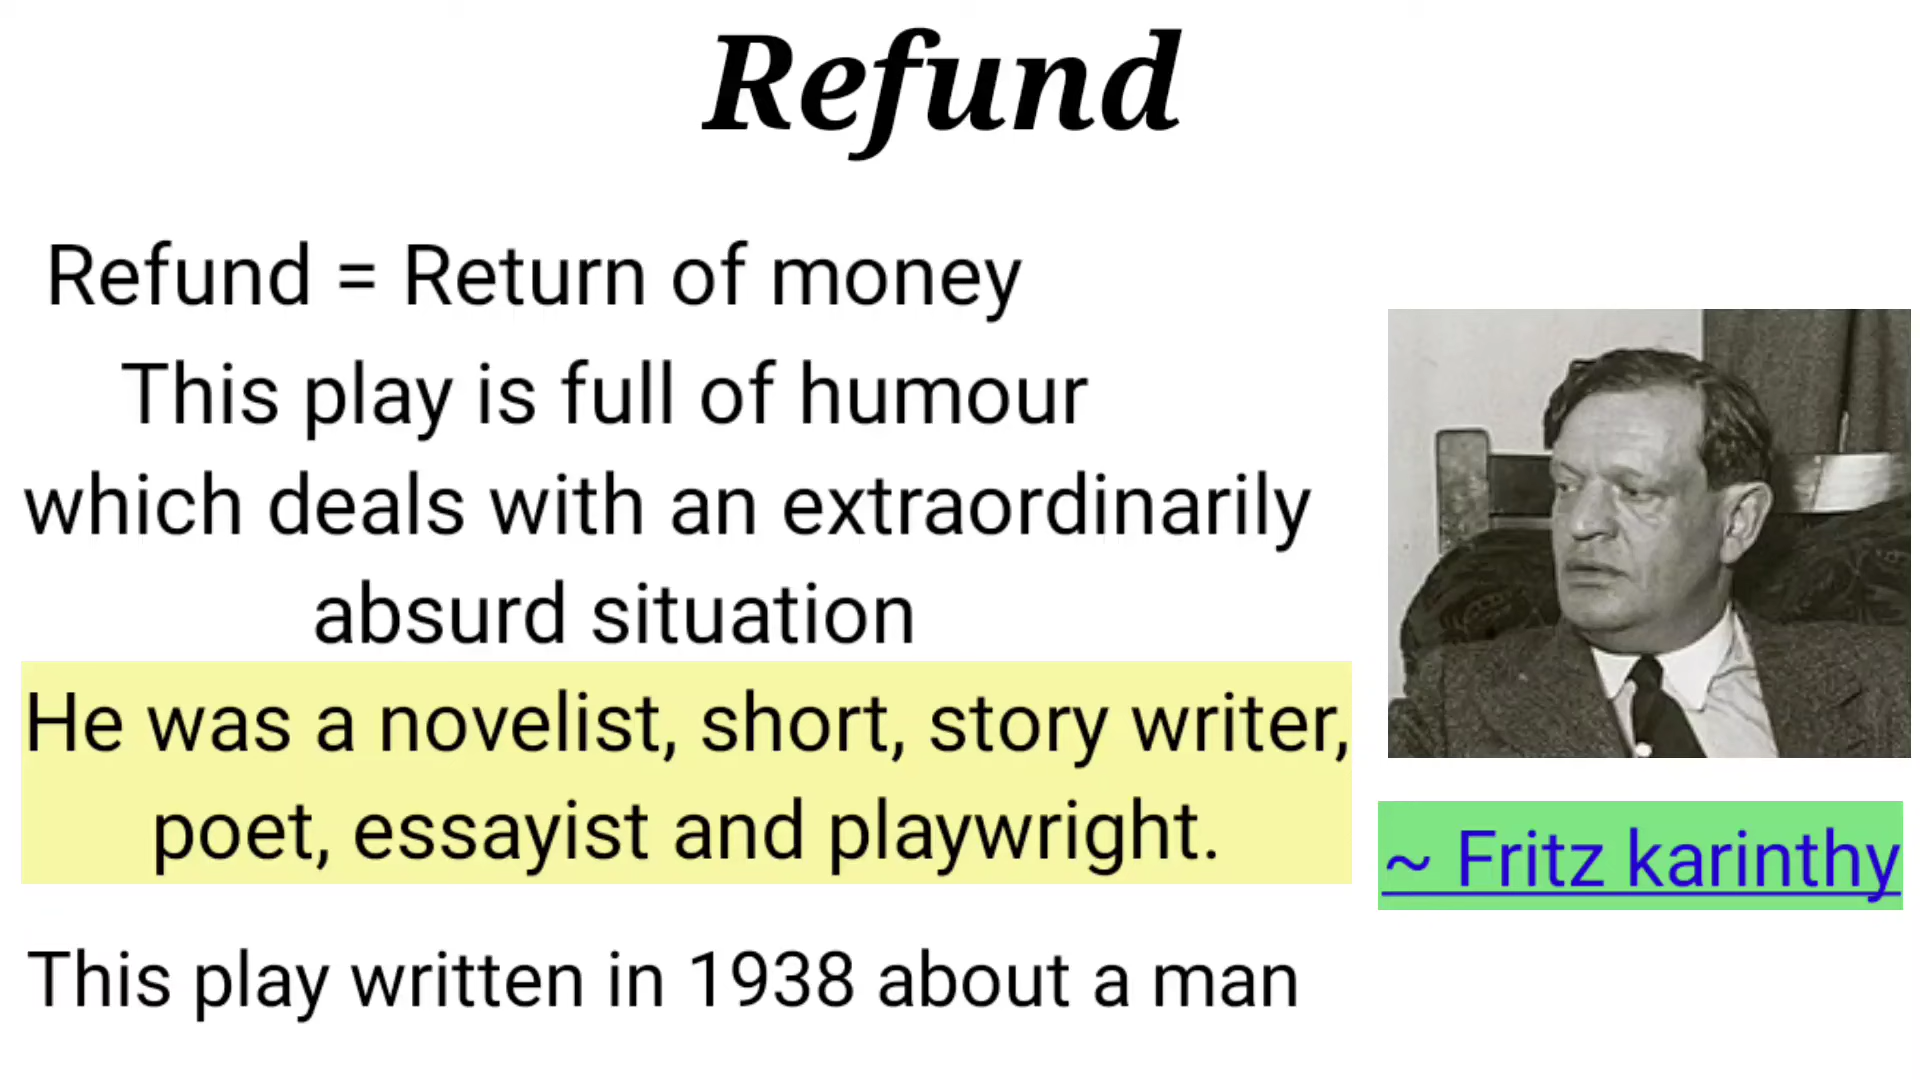 Refund
Refund = Return of money
This play is full of humour
which deals with an extraordinarily
absurd situation
He was a novelist, short, story writer,
poet, essayist and playwright.
~ Fritz karinthy
This play written in 1938 about a man